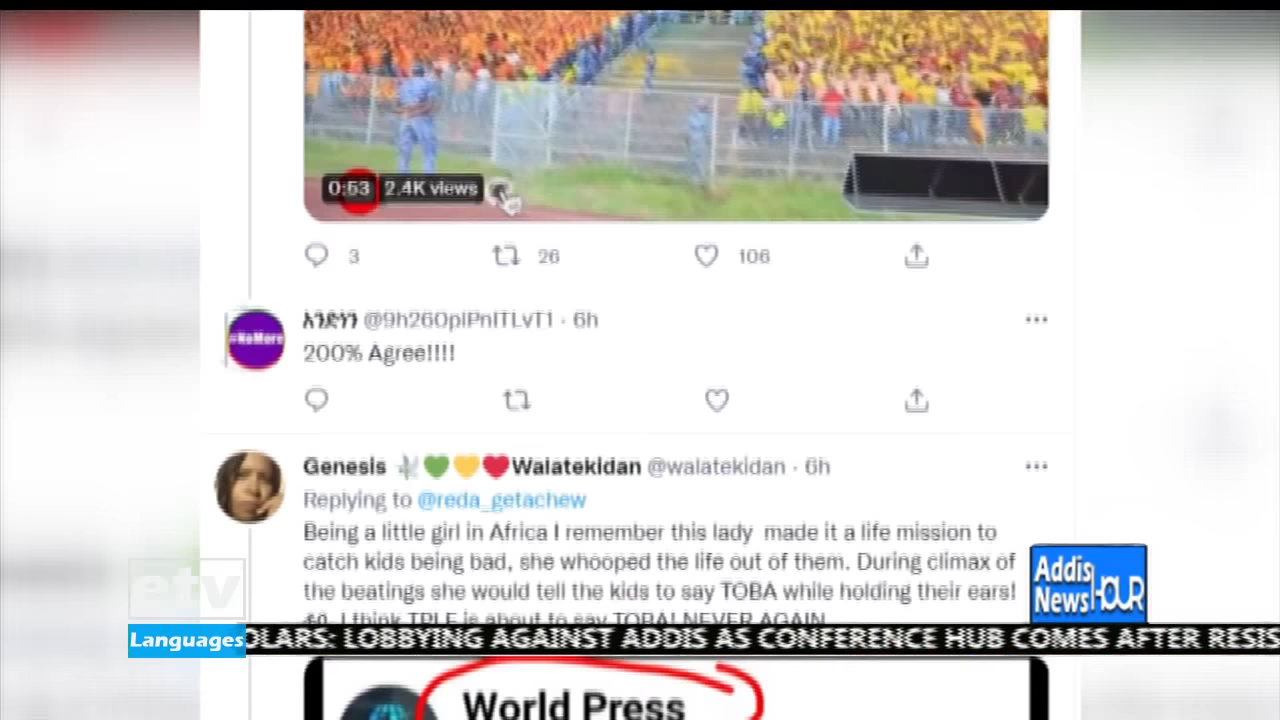 0:53 2.4K views
3 26 106
#NoMore
@9h26OpIPnITLvT1 · 6h
200% Agree!!!!
Genesis Walatekidan @walatekidan · 6h
Replying to @reda_getachew
Being a little girl in Africa I remember this lady made it a life mission to
catch kids being bad, she whooped the life out of them. During climax of
the beatings she would tell the kids to say TOBA while holding their ears!
I think TPLF is about to say TOBA! NEVER AGAIN
Addis
News HOUR
etv
Languages
OLARS: LOBBYING AGAINST ADDIS AS CONFERENCE HUB COMES AFTER RESIS
World Press